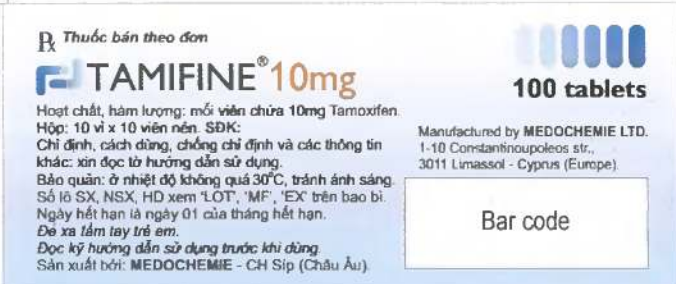 ℞ Thuốc bán theo đơn
TAMIFINE® 10mg
100 tablets
Hoạt chất, hàm lượng: mỗi viên chứa 10mg Tamoxifen.
Hộp: 10 vỉ x 10 viên nén. SĐK:
Chỉ định, cách dùng, chống chỉ định và các thông tin
khác: xin đọc tờ hướng dẫn sử dụng.
Bảo quản: ở nhiệt độ không quá 30°C, tránh ánh sáng.
Số lô SX, NSX, HD xem 'LOT', 'MF', 'EX' trên bao bì.
Ngày hết hạn là ngày 01 của tháng hết hạn.
Để xa tầm tay trẻ em.
Đọc kỹ hướng dẫn sử dụng trước khi dùng.
Sản xuất bởi: MEDOCHEMIE - CH Síp (Châu Âu).
Manufactured by MEDOCHEMIE LTD.
1-10 Constantinoupoleos str.,
3011 Limassol - Cyprus (Europe).
Bar code